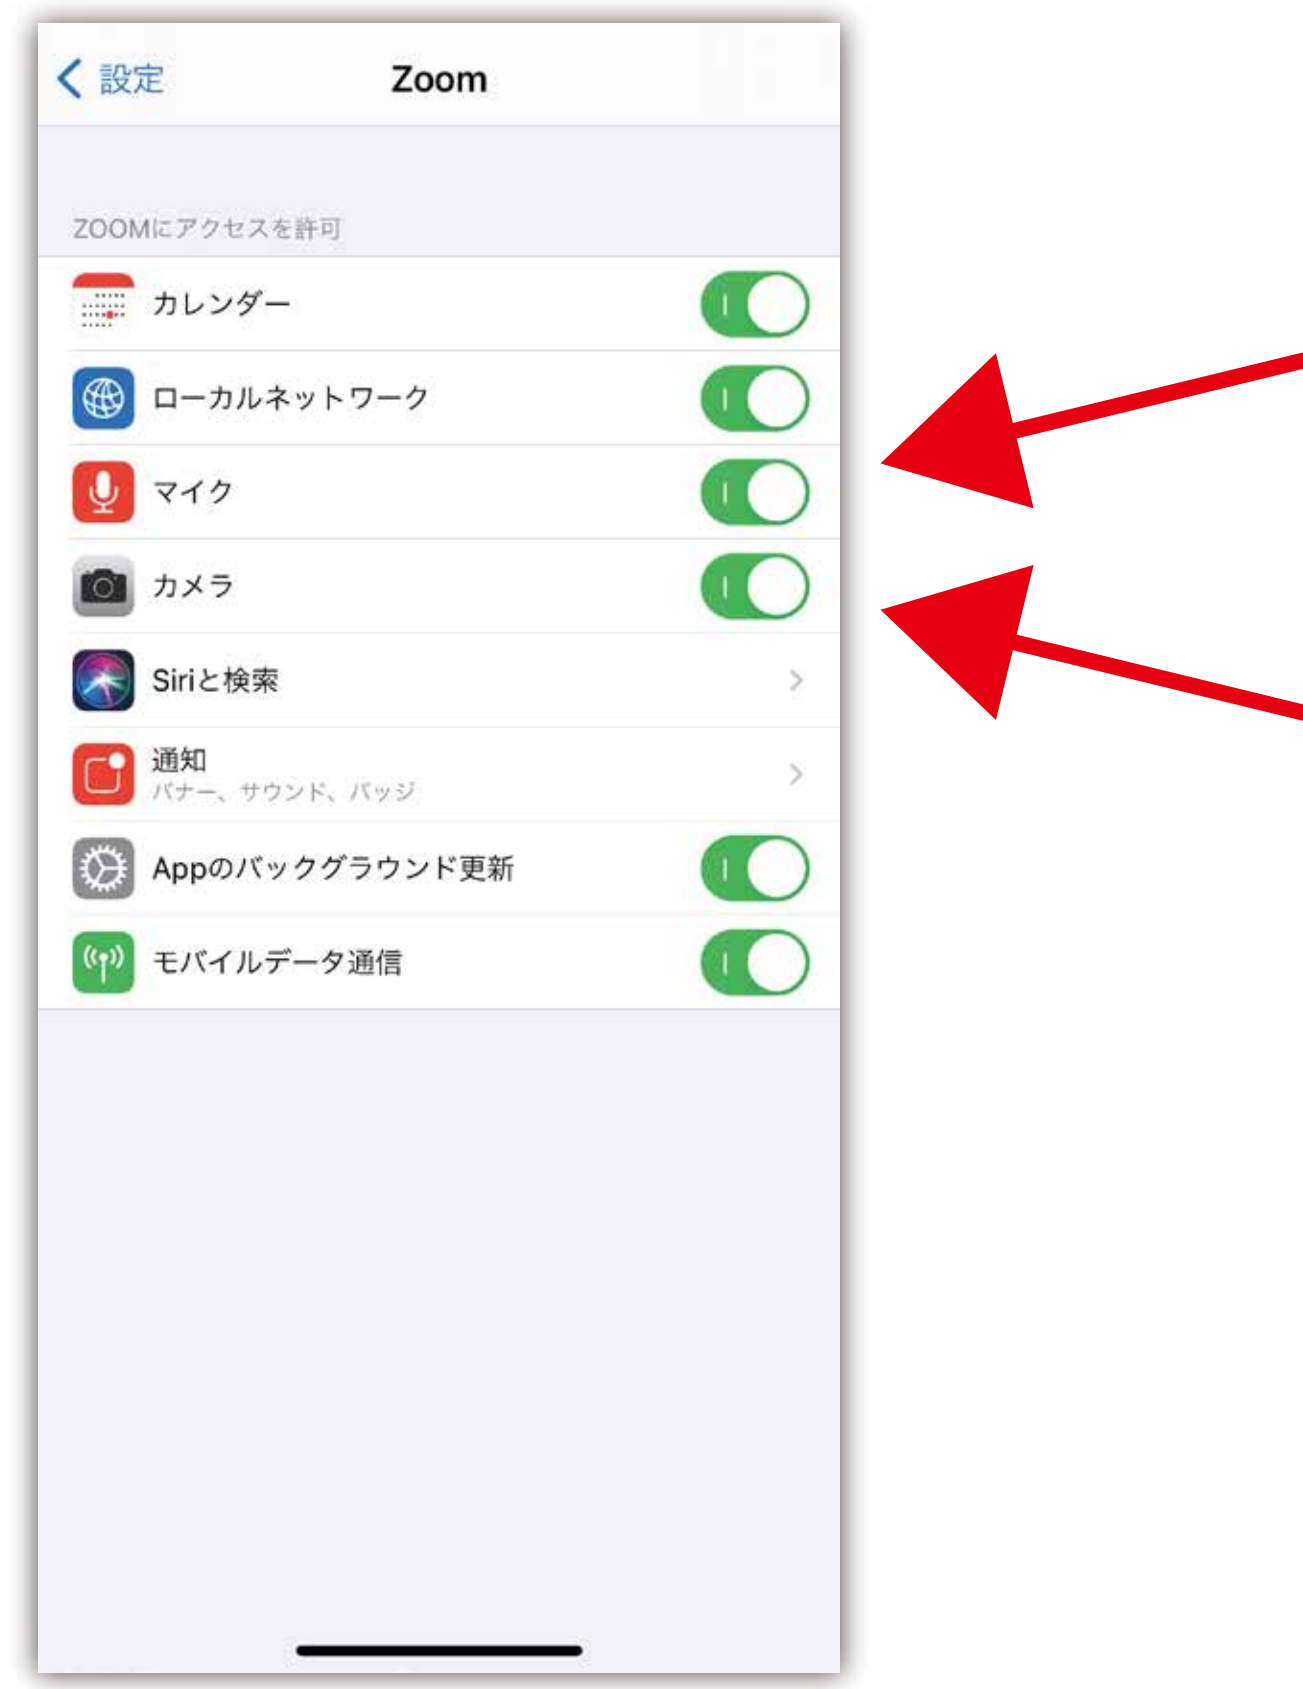 設定
Zoom
ZOOMにアクセスを許可
カレンダー
ローカルネットワーク
マイク
カメラ
Siriと検索
通知
バナー、サウンド、バッジ
Appのバックグラウンド更新
モバイルデータ通信